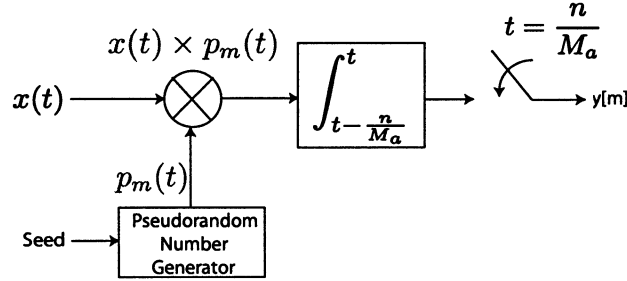 x(t) × p_m(t)
t = n/M_a
x(t)
∫_{t − n/M_a}^{t}
y[m]
p_m(t)
Seed
Pseudorandom
Number
Generator